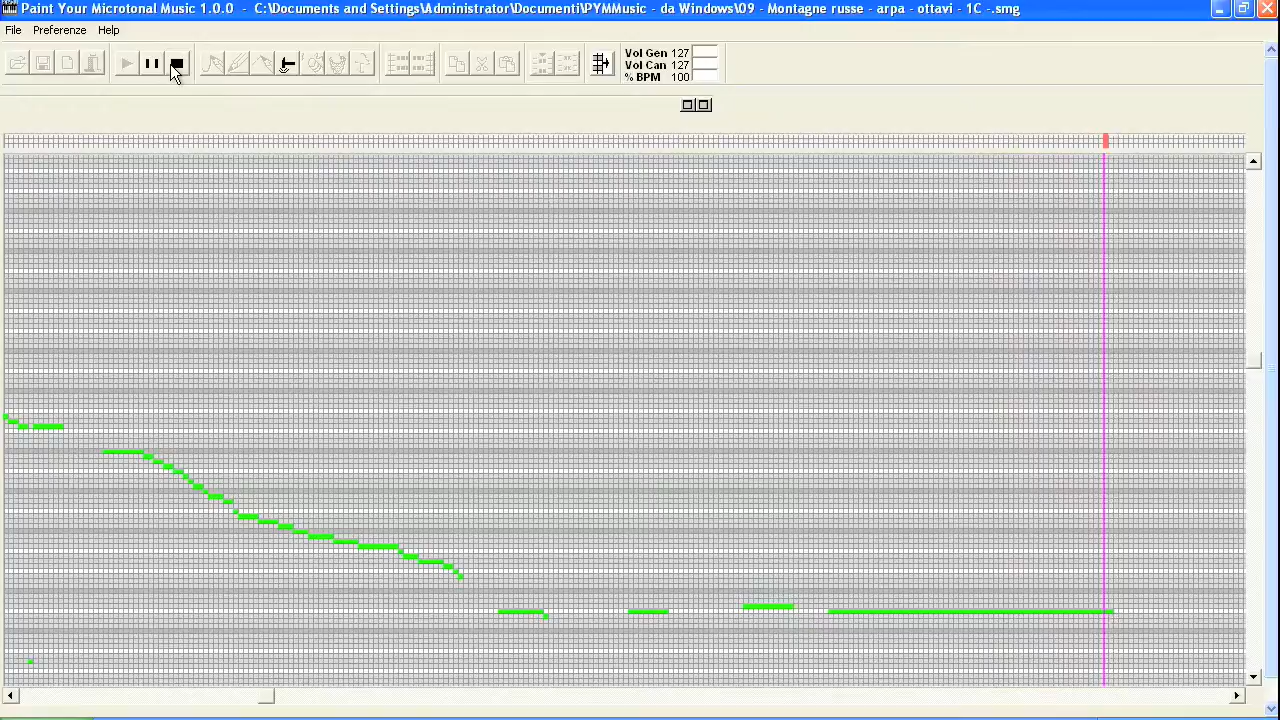 Paint Your Microtonal Music 1.0.0 - C:\Documents and Settings\Administrator\Documenti\PYMMusic - da Windows\09 - Montagne russe - arpa - ottavi - 1C -.smg
File Preferenze Help
Vol Gen 127
Vol Can 127
% BPM 100